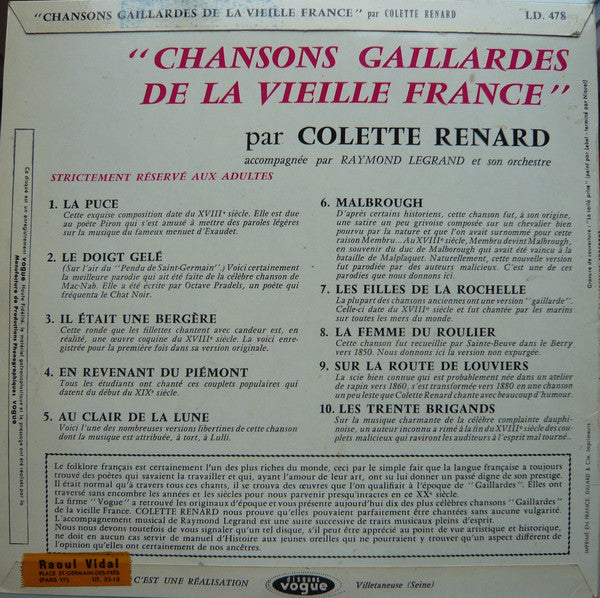 "CHANSONS GAILLARDES DE LA VIEILLE FRANCE" par COLETTE RENARD LD. 478
"CHANSONS GAILLARDES
DE LA VIEILLE FRANCE"
par COLETTE RENARD
accompagnée par RAYMOND LEGRAND et son orchestre
STRICTEMENT RÉSERVÉ AUX ADULTES
1. LA PUCE
Cette exquise composition date du XVIIIe siècle. Elle est due
au poète Piron qui s'est amusé à mettre des paroles légères
sur la musique du fameux menuet d'Exaudet.
2. LE DOIGT GELÉ
(Sur l'air du "Pendu de Saint-Germain".) Voici certainement
la meilleure parodie qui ait été faite de la célèbre chanson de
Mac-Nab. Elle a été écrite par Octave Pradels, un poète qui
fréquenta le Chat Noir.
3. IL ÉTAIT UNE BERGÈRE
Cette ronde que les fillettes chantent avec candeur est, en
réalité, une œuvre coquine du XVIIIe siècle. La voici enre-
gistrée pour la première fois dans sa version originale.
4. EN REVENANT DU PIÉMONT
Tous les étudiants ont chanté ces couplets populaires qui
datent du début du XIXe siècle.
5. AU CLAIR DE LA LUNE
Voici l'une des nombreuses versions libertines de cette chanson
dont la musique est attribuée, à tort, à Lulli.
6. MALBROUGH
D'après certains historiens, cette chanson fut, à son origine,
une satire un peu grivoise composée sur un chevalier bien
pourvu par la nature et que l'on avait surnommé pour cette
raison Membru... Au XVIIIe siècle, Membru devint Malbrough,
en souvenir du duc de Malborough qui avait été vaincu à la
bataille de Malplaquet. Naturellement, cette nouvelle version
fut parodiée par des auteurs malicieux. C'est une de ces
parodies que nous donnons ici.
7. LES FILLES DE LA ROCHELLE
La plupart des chansons anciennes ont une version "gaillarde".
Celle-ci date du XVIIIe et fut chantée par les marins
sur toutes les mers du monde.
8. LA FEMME DU ROULIER
Cette chanson fut recueillie par Sainte-Beuve dans le Berry
vers 1850. Nous donnons ici la version non expurgée.
9. SUR LA ROUTE DE LOUVIERS
La scie bien connue qui est probablement née dans un atelier
de rapin vers 1860, s'est transformée vers 1880 en une chanson
un peu leste que Colette Renard chante avec beaucoup d'humour.
10. LES TRENTE BRIGANDS
Sur la musique charmante de la célèbre complainte dauphi-
noise, un auteur inconnu a rimé à la fin du XVIIIe siècle des cou-
plets malicieux qui raviront les auditeurs à l'esprit mal tourné..
Le folklore français est certainement l'un des plus riches du monde, ceci par le simple fait que la langue française a toujours
trouvé des poètes qui savaient la travailler et qui, ayant l'amour de leur art, ont su lui donner un passé digne de son prestige.
Il était normal qu'à travers tous ces chants, il se trouva des œuvres que l'on qualifiait à l'époque de "Gaillardes". Elles ont
traversé sans encombre les années et les siècles pour nous parvenir presqu'intactes en ce XXe siècle.
La firme "Vogue" a retrouvé les originaux d'époque et vous présente aujourd'hui dix des plus célèbres chansons "Gaillardes"
de la vieille France. COLETTE RENARD nous prouve qu'elles pouvaient parfaitement être chantées sans aucune vulgarité.
L'accompagnement musical de Raymond Legrand est une suite successive de traits musicaux pleins d'esprit.
Nous devons toutefois de vous signaler qu'un tel disque, s'il peut être apprécié au point de vue artistique et historique,
ne doit en aucun cas servir de manuel d'Histoire aux jeunes oreilles qui ne pourraient y trouver qu'un aspect différent de
l'opinion qu'elles ont certainement de nos ancêtres.
Raoul Vidal
PLACE ST-GERMAIN-DES-PRÉS
(PARIS VIe)
C'EST UNE RÉALISATION
disques
vogue
Villetaneuse (Seine)